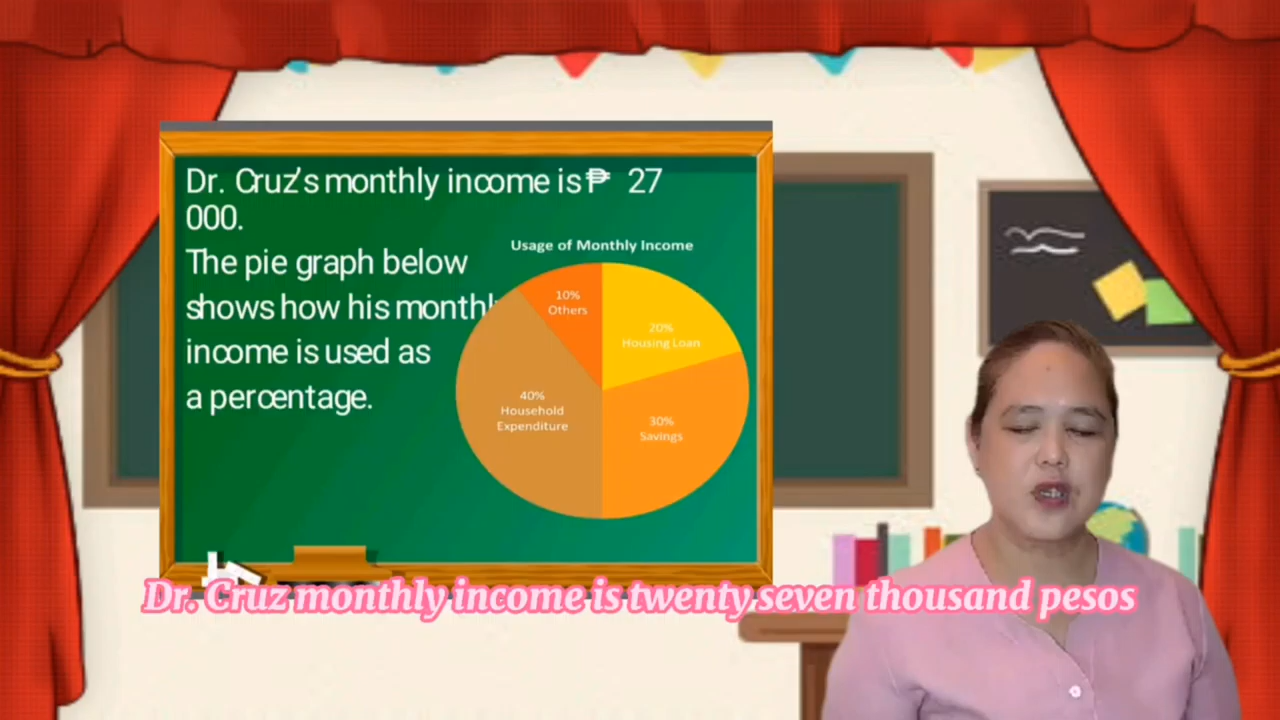 Dr. Cruz's monthly income is ₱ 27
000.
The pie graph below
shows how his monthl
income is used as
a percentage.
Usage of Monthly Income
10%
Others
20%
Housing Loan
40%
Household
Expenditure
30%
Savings
Dr. Cruz monthly income is twenty seven thousand pesos